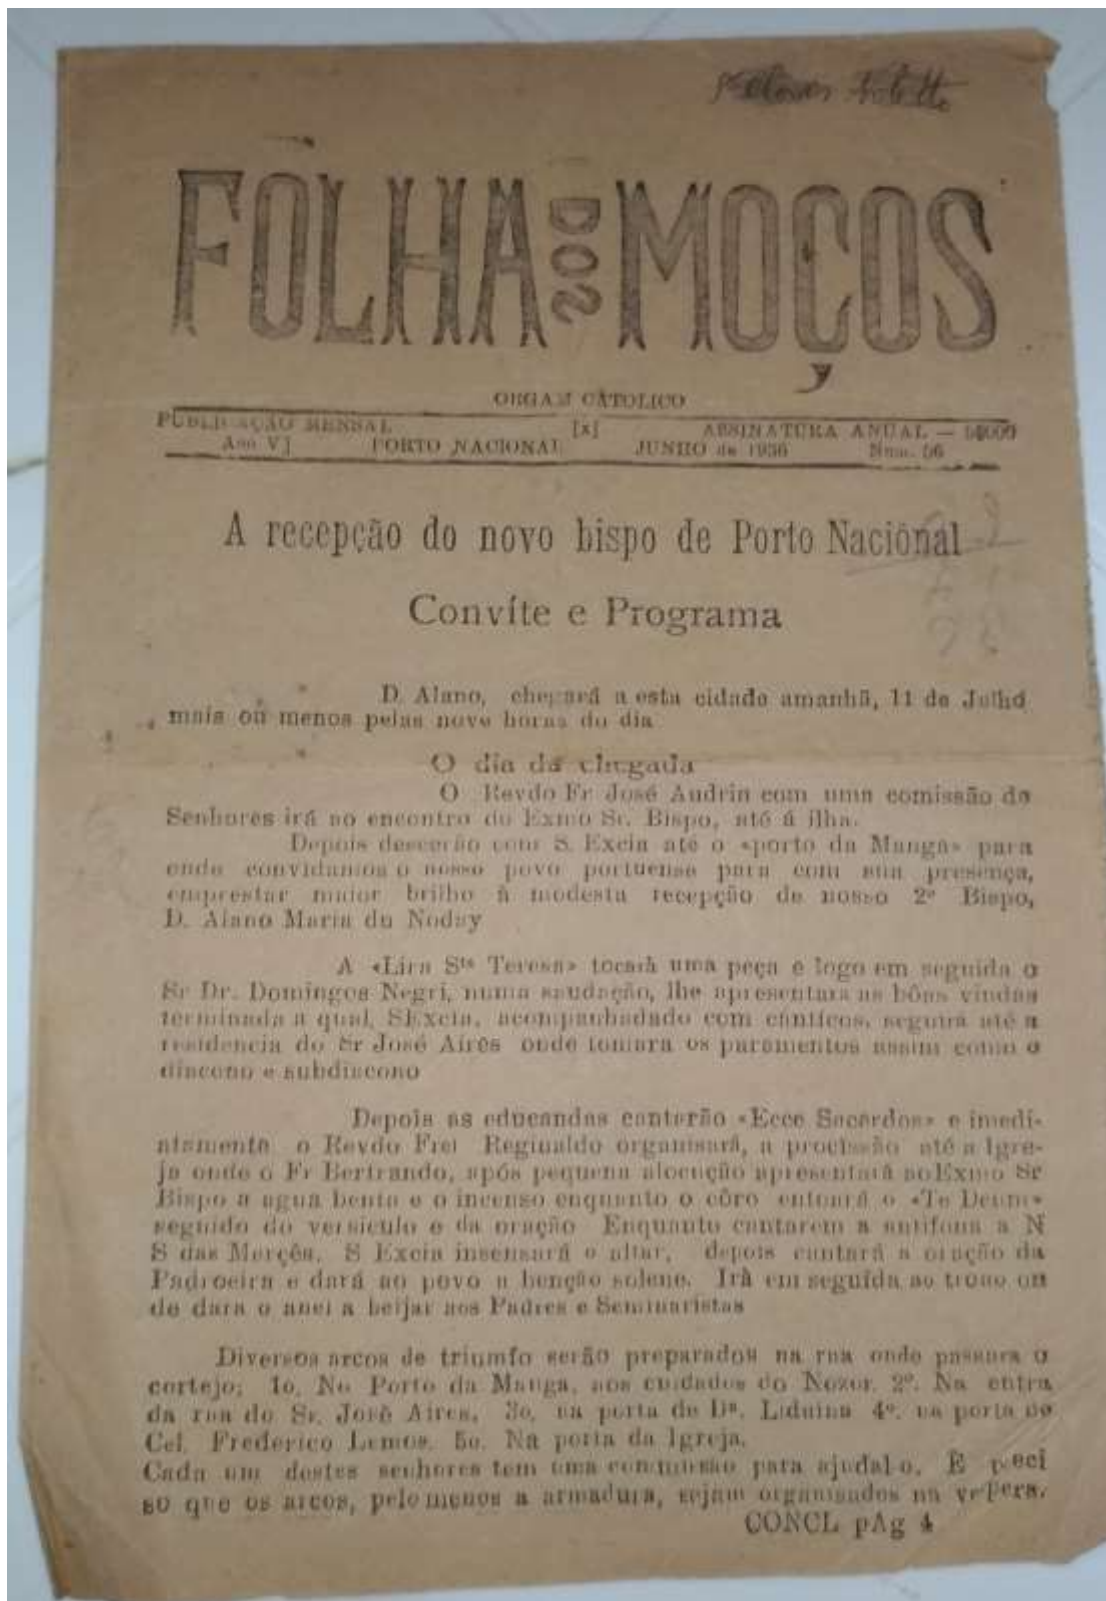 FOLHA DOS MOÇOS
ORGAM CATOLICO
PUBLICAÇÃO MENSAL [x] ASSINATURA ANUAL —
Ano VI PORTO NACIONAL JUNHO de 1936 Num. 56
A recepção do novo bispo de Porto Nacional
Convíte e Programa
D. Alano, chegará a esta cidade amanhã, 11 de Julho
mais ou menos pelas nove horas do dia
O dia da chegada
O Revdo Fr José Audrin com uma comissão de
Senhores irá ao encontro do Exmo Sr. Bispo, até á ilha.
Depois descerão com S. Excia até o «porto da Manga» para
onde convidamos o nosso povo portuense para com sua presença,
emprestar maior brilho à modesta recepção de nosso 2º Bispo,
D. Alano Maria du Noday
A «Lira Sta Teresa» tocará uma peça e logo em seguida o
Sr Dr. Domingos Negri, numa saudação, lhe apresentara as bôas vindas
terminada a qual, SExcia, acompanhadado com cânticos, seguirá até a
residencia do Sr José Aires onde tomara os paramentos assim como o
diacono e subdiacono
Depois as educandas cantarão «Ecce Sacerdos» e imedi-
atamente o Revdo Frei Reginaldo organisará, a procissão até a Igre-
ja onde o Fr Bertrando, após pequena alocução apresentará ao Exmo Sr
Bispo a agua benta e o incenso enquanto o côro entoará o «Te Deum»
seguido do versiculo e da oração Enquanto cantarem a antifona a N
S das Mercês, S Excia insensará o altar, depois cantará a oração da
Padroeira e dará ao povo a benção solene. Irà em seguida ao trono on
de dara o anel a beijar aos Padres e Seminaristas
Diversos arcos de triumfo serão preparados na rua onde passara o
cortejo: 1o. No Porto da Manga, aos cuidados do Nozor. 2º. Na entra
da rua do Sr. José Aires, 3o, na porta de Dª. Liduina 4º. na porta do
Cel. Frederico Lemos. 5o. Na porta da Igreja.
Cada um destes senhores tem uma commissão para ajudal-o. É preci
so que os arcos, pelo menos a armadura, sejam organisados na vepera.
CONCL pAg 4